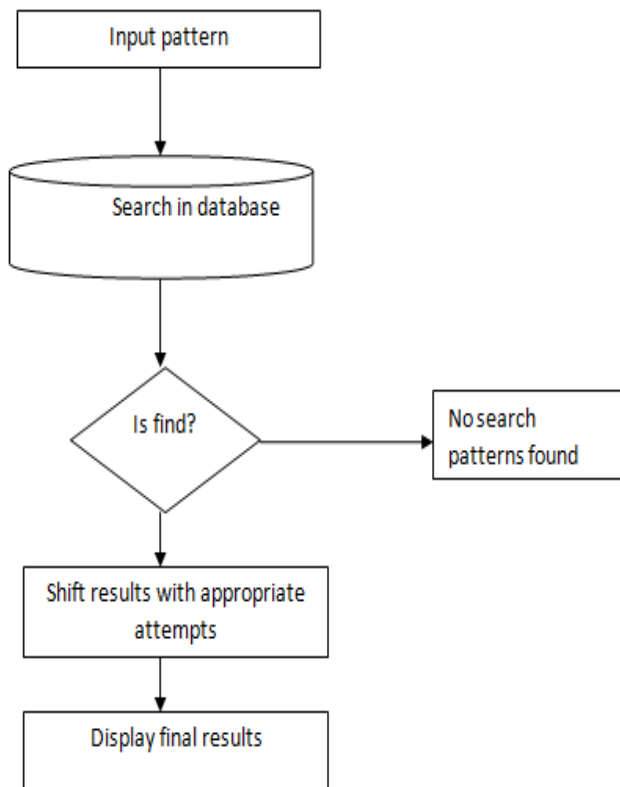 Input pattern
Search in database
Is find?
No search
patterns found
Shift results with appropriate
attempts
Display final results